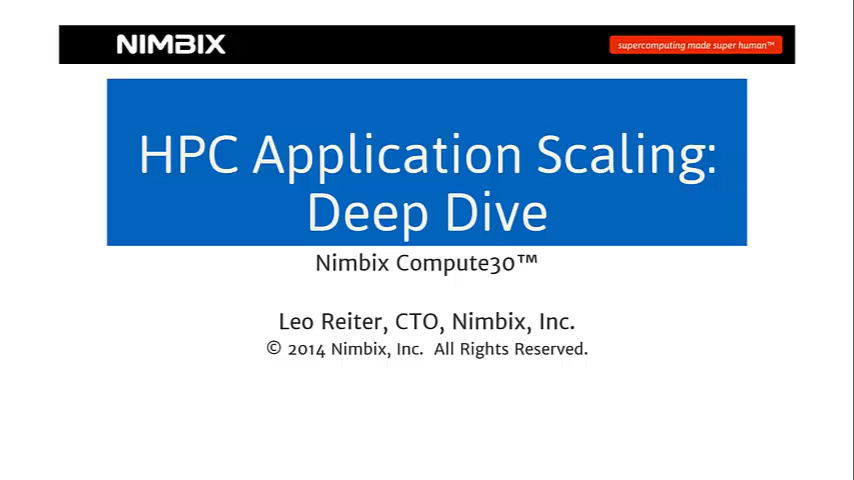 NIMBIX
supercomputing made super human™
HPC Application Scaling:
Deep Dive
Nimbix Compute30™
Leo Reiter, CTO, Nimbix, Inc.
© 2014 Nimbix, Inc. All Rights Reserved.